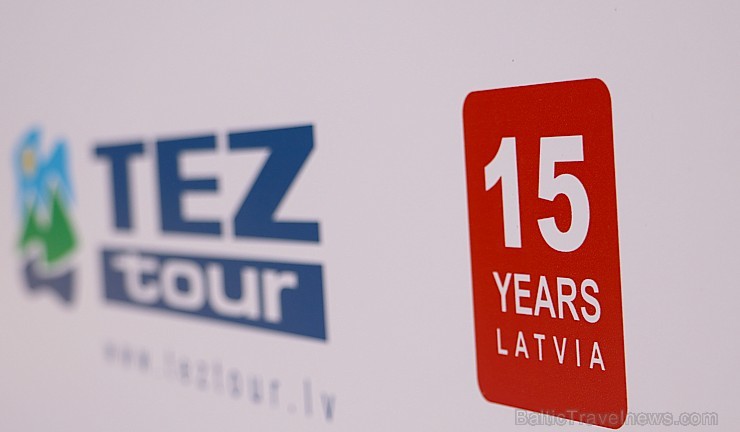 TEZ
tour
www.teztour.lv
15
YEARS
LATVIA
BalticTravelnews.com